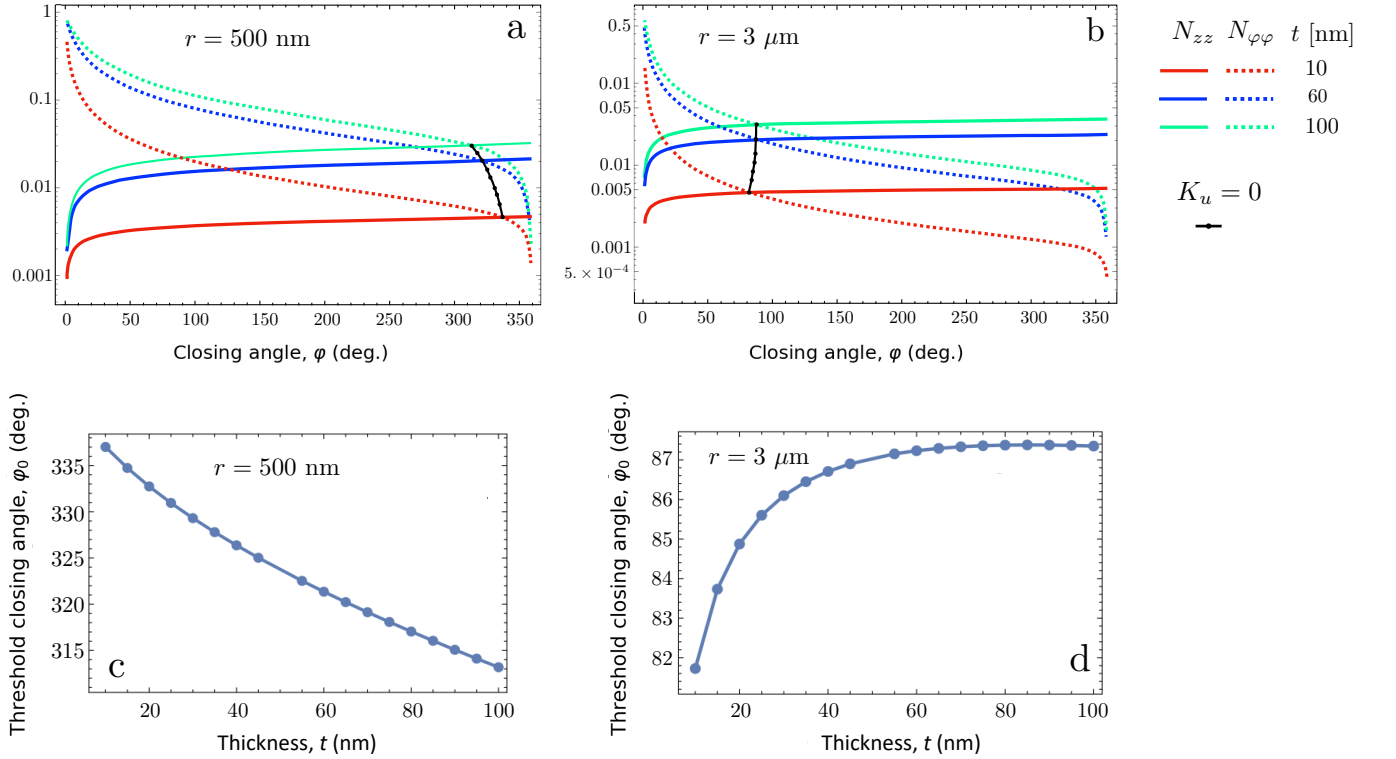 a
r = 500 nm
1
0.1
0.01
0.001
0 50 100 150 200 250 300 350
Closing angle, φ (deg.)
b
r = 3 μm
0.5
0.01
0.05
0.01
0.005
0.001
5. × 10⁻⁴
0 50 100 150 200 250 300 350
Closing angle, φ (deg.)
N_zz N_φφ t [nm]
10
60
100
K_u = 0
Threshold closing angle, φ₀ (deg.)
r = 500 nm
335
330
325
320
315
c
20 40 60 80 100
Thickness, t (nm)
Threshold closing angle, φ₀ (deg.)
r = 3 μm
87
86
85
84
83
82
d
20 40 60 80 100
Thickness, t (nm)